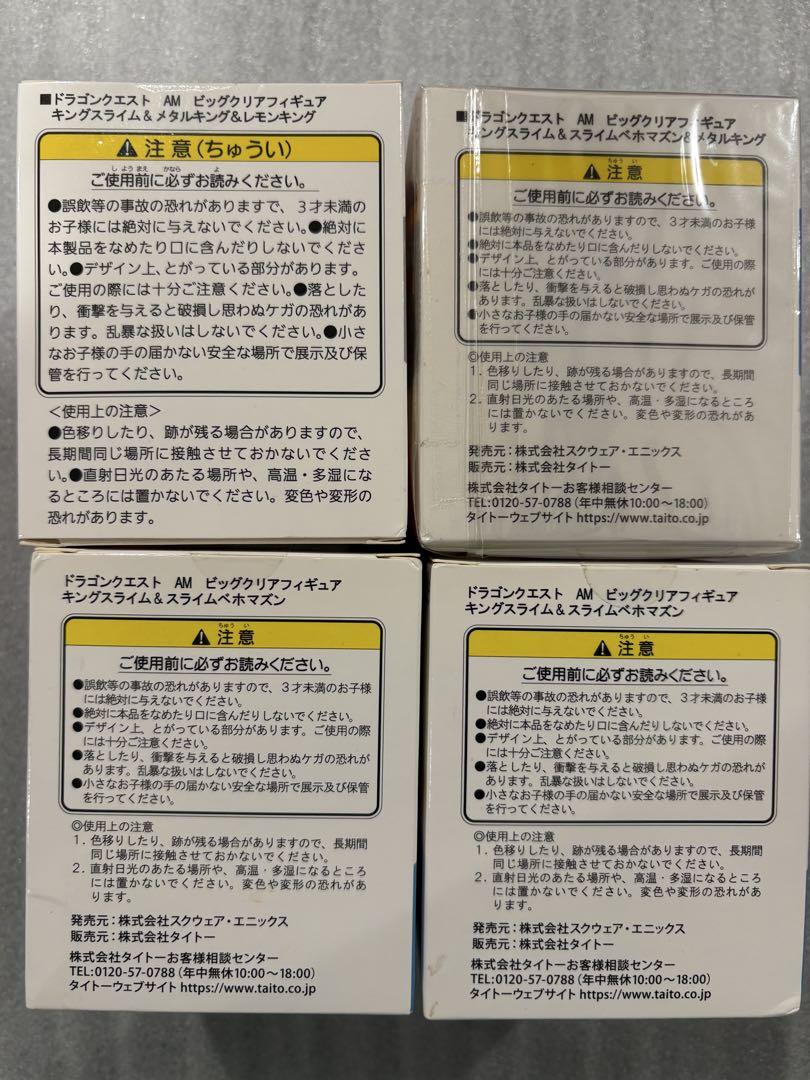 ■ドラゴンクエスト AM ビッグクリアフィギュア
キングスライム＆メタルキング&レモンキング
⚠注意(ちゅうい)
しようまえ かなら よ
ご使用前に必ずお読みください。
●誤飲等の事故の恐れがありますで、3才未満の
お子様には絶対に与えないでください。●絶対に
本製品をなめたり口に含んだりしないでくださ
い。●デザイン上、とがっている部分があります。
ご使用の際には十分ご注意ください。●落とした
り、衝撃を与えると破損し思わぬケガの恐れがあ
ります。乱暴な扱いはしないでください。●小さ
なお子様の手の届かない安全な場所で展示及び保
管を行ってください。
＜使用上の注意＞
●色移りしたり、跡が残る場合がありますので、
長期間同じ場所に接触させておかないでくださ
い。●直射日光のあたる場所や、高温・多湿にな
るところには置かないでください。変色や変形の
恐れがあります。
■ドラゴンクエスト AM ビッグクリアフィギュア
キングスライム＆スライムベホマズン&メタルキング
ちゅう い
⚠注意
ご使用前に必ずお読みください。
●誤飲等の事故の恐れがありますので、3才未満のお子様
には絶対に与えないでください。
●絶対に本品をなめたり口に含んだりしないでください。
●デザイン上、とがっている部分があります。ご使用の際
には十分ご注意ください。
●落としたり、衝撃を与えると破損し思わぬケガの恐れが
あります。乱暴な扱いはしないでください。
●小さなお子様の手の届かない安全な場所で展示及び保管
を行ってください。
◎使用上の注意
1. 色移りしたり、跡が残る場合がありますので、長期間
同じ場所に接触させておかないでください。
2. 直射日光のあたる場所や、高温・多湿になるところ
には置かないでください。変色や変形の恐れがあ
ります。
発売元：株式会社スクウェア・エニックス
販売元：株式会社タイトー
株式会社タイトーお客様相談センター
TEL:0120-57-0788（年中無休10:00〜18:00）
タイトーウェブサイト https://www.taito.co.jp
ドラゴンクエスト AM ビッグクリアフィギュア
キングスライム＆スライムベホマズン
ちゅう い
⚠注意
ご使用前に必ずお読みください。
●誤飲等の事故の恐れがありますので、3才未満のお子様
には絶対に与えないでください。
●絶対に本品をなめたり口に含んだりしないでください。
●デザイン上、とがっている部分があります。ご使用の際
には十分ご注意ください。
●落としたり、衝撃を与えると破損し思わぬケガの恐れが
あります。乱暴な扱いはしないでください。
●小さなお子様の手の届かない安全な場所で展示及び保管
を行ってください。
◎使用上の注意
1. 色移りしたり、跡が残る場合がありますので、長期間
同じ場所に接触させておかないでください。
2. 直射日光のあたる場所や、高温・多湿になるところ
には置かないでください。変色や変形の恐れがあ
ります。
発売元：株式会社スクウェア・エニックス
販売元：株式会社タイトー
株式会社タイトーお客様相談センター
TEL:0120-57-0788（年中無休10:00〜18:00）
タイトーウェブサイト https://www.taito.co.jp
ドラゴンクエスト AM ビッグクリアフィギュア
キングスライム＆スライムベホマズン
ちゅう い
⚠注意
ご使用前に必ずお読みください。
●誤飲等の事故の恐れがありますので、3才未満のお子様
には絶対に与えないでください。
●絶対に本品をなめたり口に含んだりしないでください。
●デザイン上、とがっている部分があります。ご使用の際
には十分ご注意ください。
●落としたり、衝撃を与えると破損し思わぬケガの恐れが
あります。乱暴な扱いはしないでください。
●小さなお子様の手の届かない安全な場所で展示及び保管
を行ってください。
◎使用上の注意
1. 色移りしたり、跡が残る場合がありますので、長期間
同じ場所に接触させておかないでください。
2. 直射日光のあたる場所や、高温・多湿になるところ
には置かないでください。変色や変形の恐れがあ
ります。
発売元：株式会社スクウェア・エニックス
販売元：株式会社タイトー
株式会社タイトーお客様相談センター
TEL:0120-57-0788（年中無休10:00〜18:00）
タイトーウェブサイト https://www.taito.co.jp